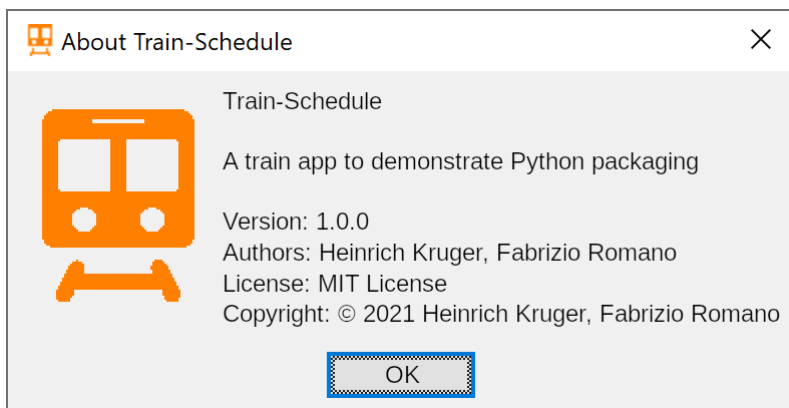 About Train-Schedule
Train-Schedule
A train app to demonstrate Python packaging
Version: 1.0.0
Authors: Heinrich Kruger, Fabrizio Romano
License: MIT License
Copyright: © 2021 Heinrich Kruger, Fabrizio Romano
OK